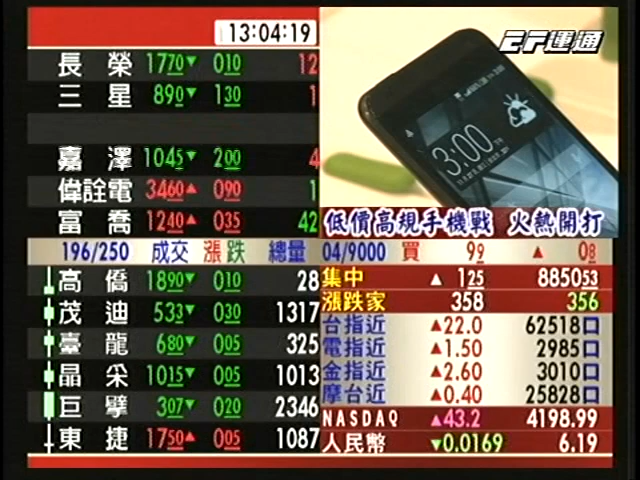 13:04:19
長榮 1770▼ 010 12
三星 890▼ 130 1
嘉澤 1045▼ 200 4
偉詮電 3460▲ 090 1
富喬 1240▲ 035 42
196/250 成交 漲跌 總量
高僑 1890▼ 010 28
茂迪 533▼ 030 1317
臺龍 680▼ 005 325
晶采 1015▼ 005 1013
巨擘 307▼ 020 2346
東捷 1750▲ 005 1087
運通
3:00
低價高規手機戰 火熱開打
04/9000 買 99 ▲ 08
集中 ▲ 125 885053
漲跌家 358 356
台指近 ▲22.0 62518口
電指近 ▲1.50 2985口
金指近 ▲2.60 3010口
摩台近 ▲0.40 25828口
NASDAQ ▲43.2 4198.99
人民幣 ▼0.0169 6.19